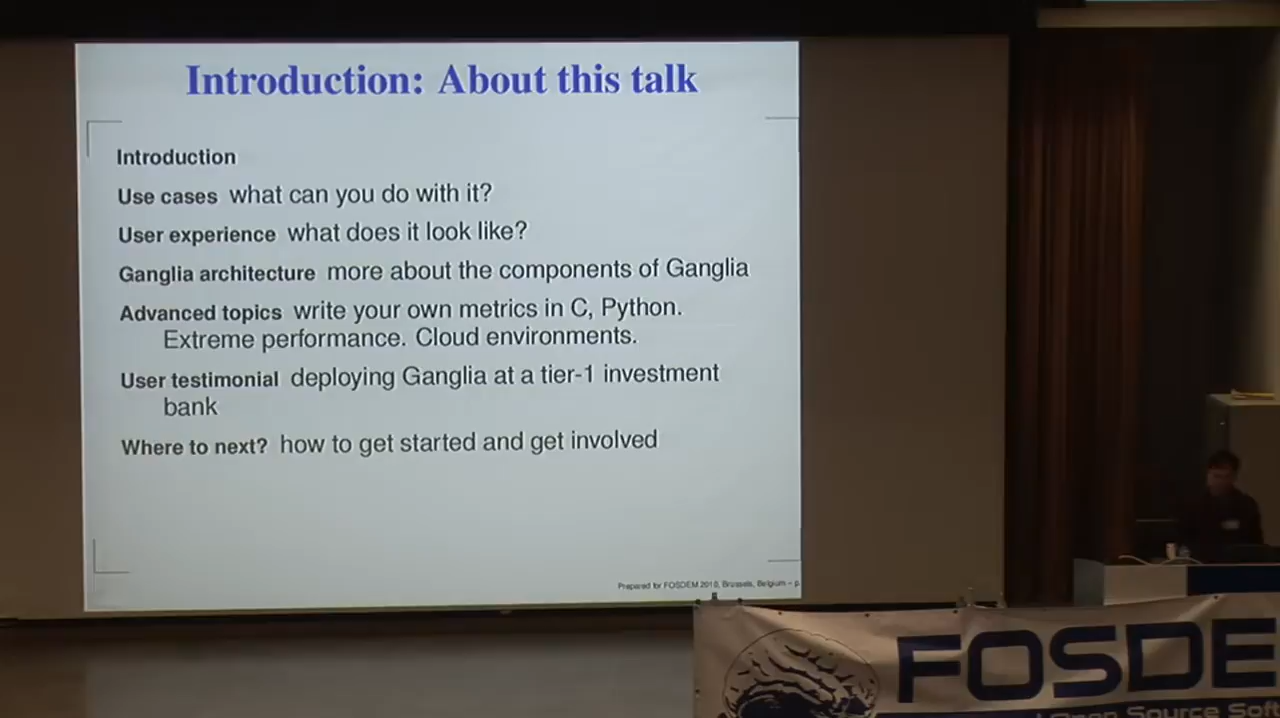 Introduction: About this talk
Introduction
Use cases what can you do with it?
User experience what does it look like?
Ganglia architecture more about the components of Ganglia
Advanced topics write your own metrics in C, Python.
Extreme performance. Cloud environments.
User testimonial deploying Ganglia at a tier-1 investment
bank
Where to next? how to get started and get involved
Prepared for FOSDEM 2010, Brussels, Belgium – p.
FOSDE
Open Source Soft